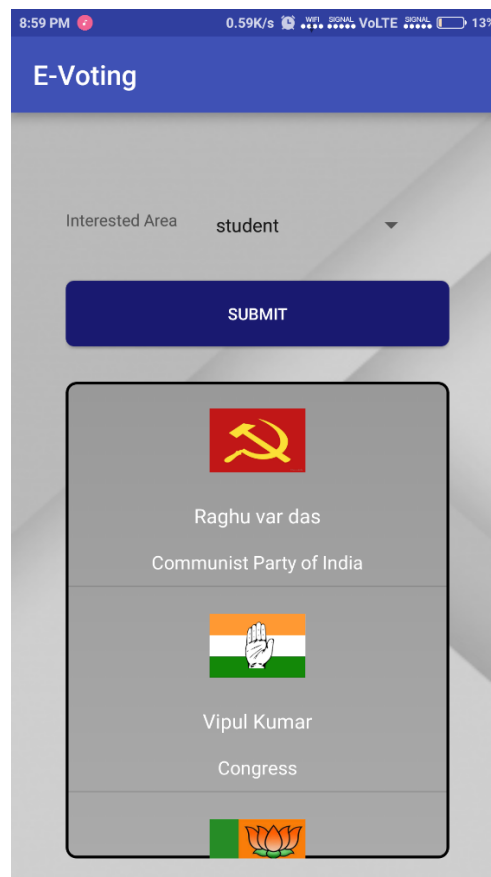 8:59 PM 0.59K/s WIFI SIGNAL VoLTE SIGNAL 13%
E-Voting
Interested Area student
SUBMIT
Raghu var das
Communist Party of India
Vipul Kumar
Congress